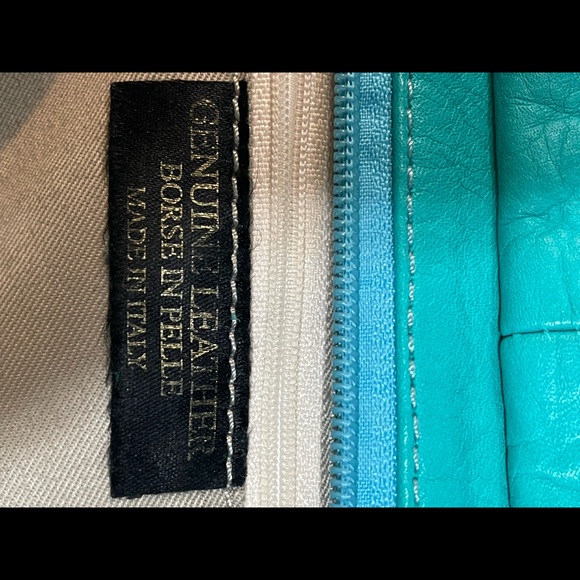 GENUINE LEATHER
BORSE IN PELLE
MADE IN ITALY